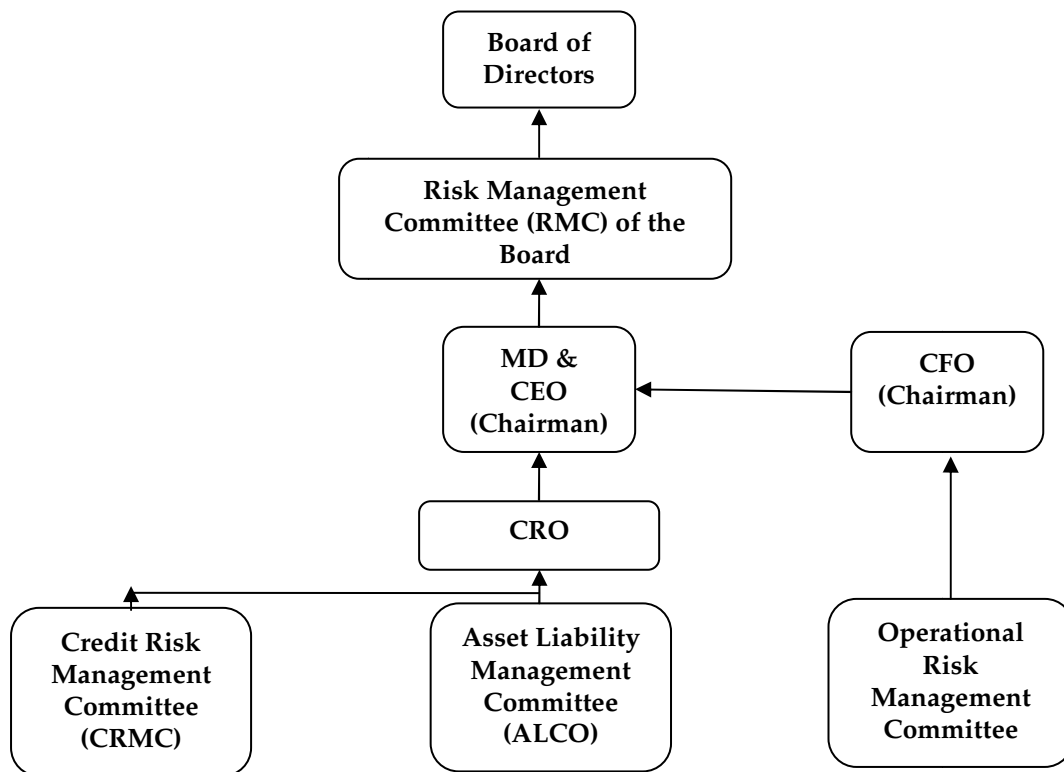 Board of
Directors
Risk Management
Committee (RMC) of the
Board
MD &
CEO
(Chairman)
CFO
(Chairman)
CRO
Credit Risk
Management
Committee
(CRMC)
Asset Liability
Management
Committee
(ALCO)
Operational
Risk
Management
Committee